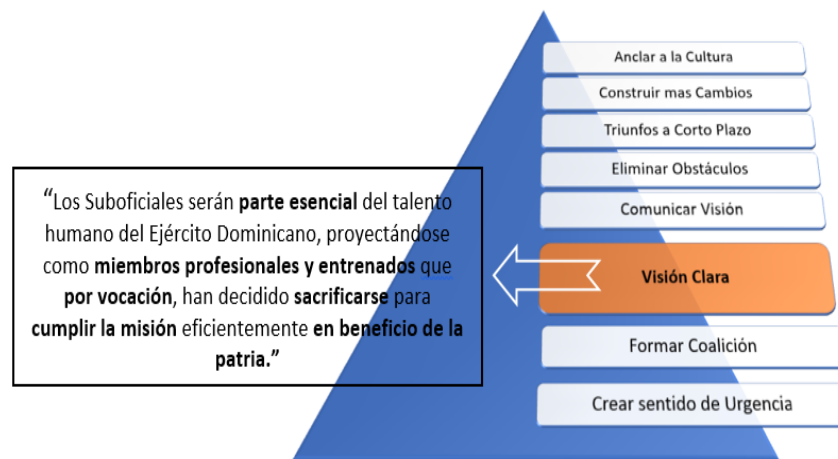 Anclar a la Cultura
Construir mas Cambios
Triunfos a Corto Plazo
Eliminar Obstáculos
Comunicar Visión
Visión Clara
Formar Coalición
Crear sentido de Urgencia
“Los Suboficiales serán parte esencial del talento
humano del Ejército Dominicano, proyectándose
como miembros profesionales y entrenados que
por vocación, han decidido sacrificarse para
cumplir la misión eficientemente en beneficio de la
patria.”